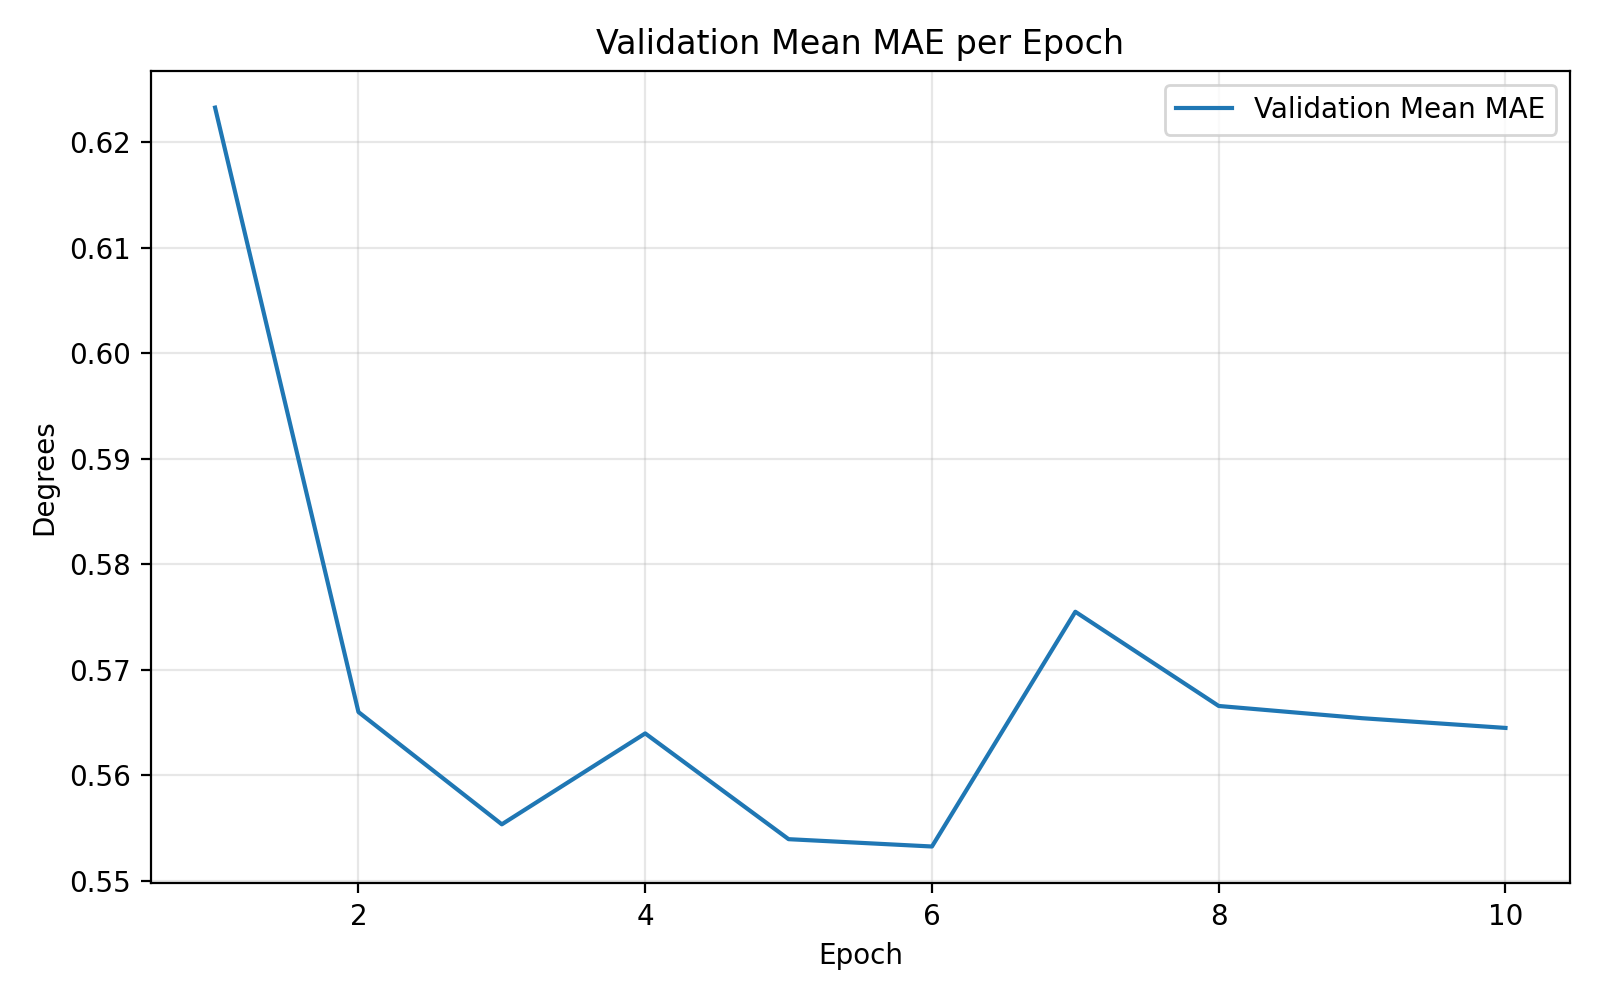 Validation Mean MAE per Epoch
Validation Mean MAE
0.62
0.61
0.60
0.59
0.58
0.57
0.56
0.55
Degrees
2 4 6 8 10
Epoch